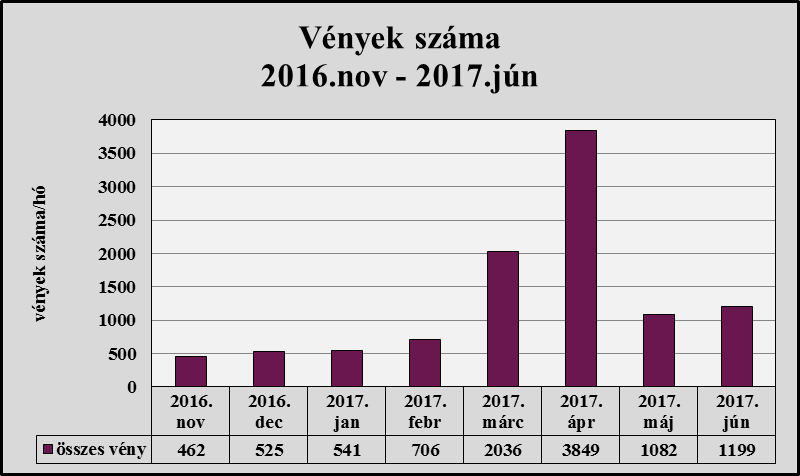 Vények száma
2016.nov - 2017.jún
vények száma/hó
4000
3500
3000
2500
2000
1500
1000
500
0
2016. 2016. 2017. 2017. 2017. 2017. 2017. 2017.
nov dec jan febr márc ápr máj jún
összes vény 462 525 541 706 2036 3849 1082 1199